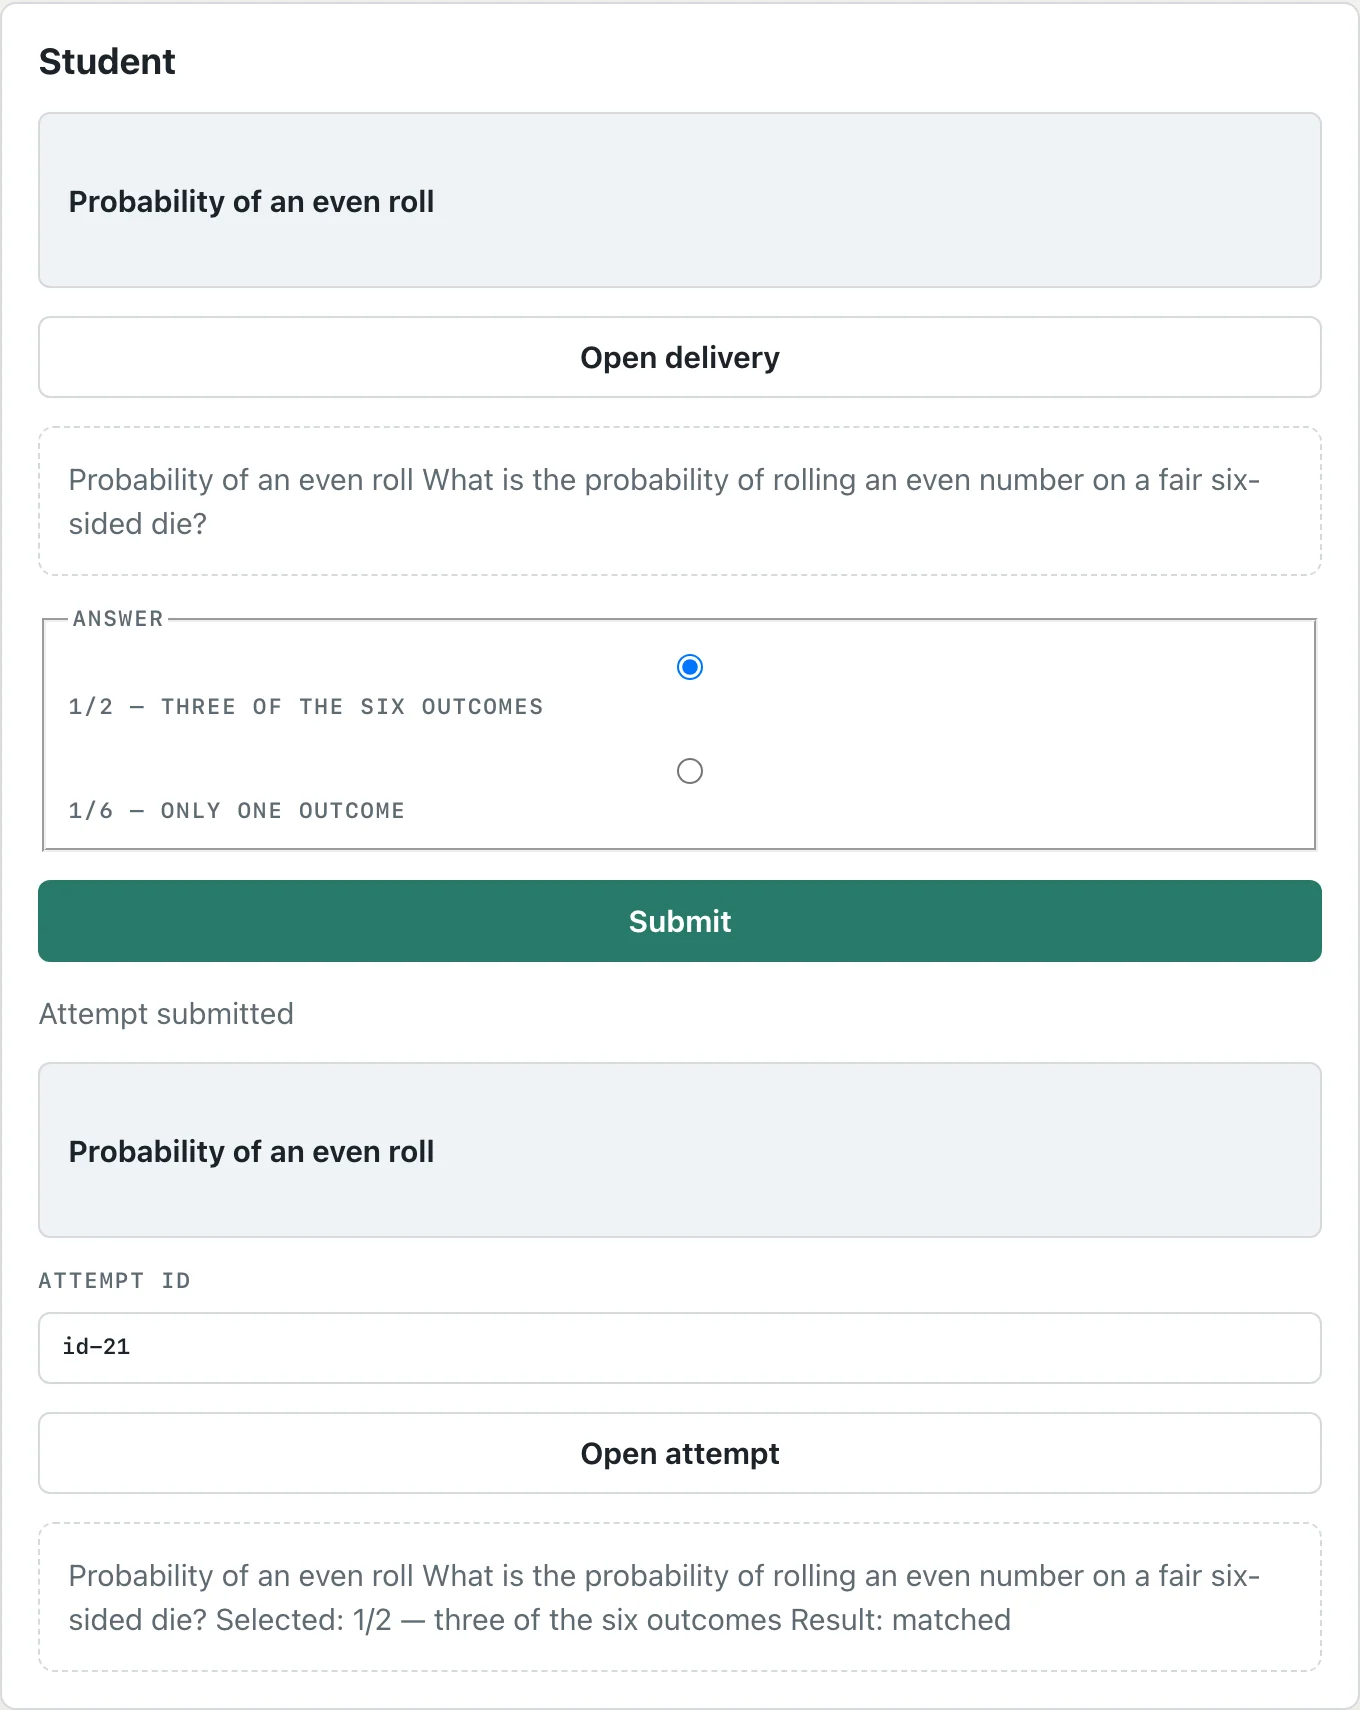 Student
Probability of an even roll
Open delivery
Probability of an even roll What is the probability of rolling an even number on a fair six-
sided die?
ANSWER
1/2 — THREE OF THE SIX OUTCOMES
1/6 — ONLY ONE OUTCOME
Submit
Attempt submitted
Probability of an even roll
ATTEMPT ID
id-21
Open attempt
Probability of an even roll What is the probability of rolling an even number on a fair six-
sided die? Selected: 1/2 — three of the six outcomes Result: matched